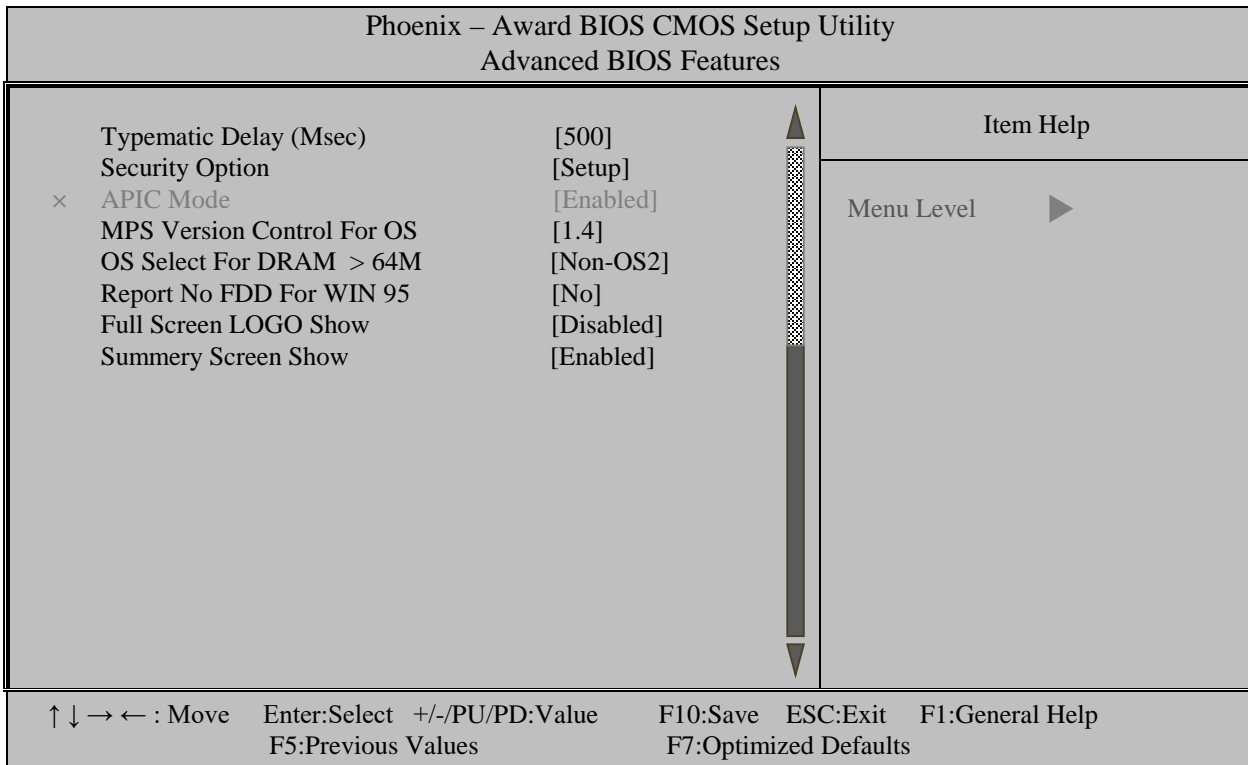 Phoenix – Award BIOS CMOS Setup Utility
Advanced BIOS Features
Typematic Delay (Msec) [500]
Security Option [Setup]
× APIC Mode [Enabled]
MPS Version Control For OS [1.4]
OS Select For DRAM > 64M [Non-OS2]
Report No FDD For WIN 95 [No]
Full Screen LOGO Show [Disabled]
Summery Screen Show [Enabled]
Item Help
Menu Level
↑ ↓ → ← : Move Enter:Select +/-/PU/PD:Value F10:Save ESC:Exit F1:General Help
F5:Previous Values F7:Optimized Defaults